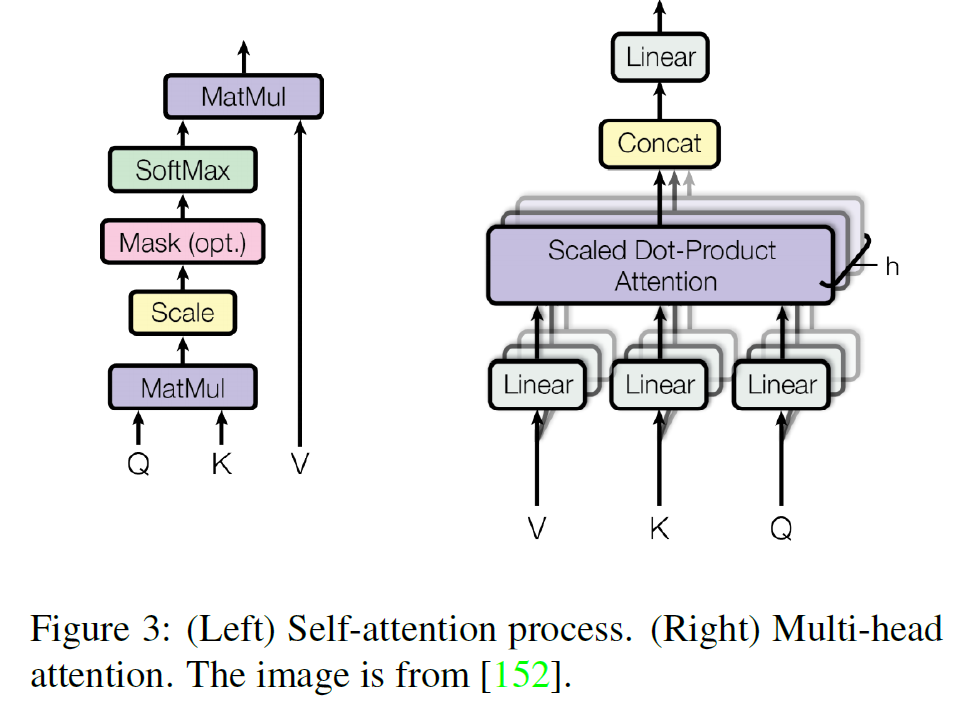 MatMul
SoftMax
Mask (opt.)
Scale
MatMul
Q K V
Linear
Concat
Scaled Dot-Product
Attention
h
Linear Linear Linear
V K Q
Figure 3: (Left) Self-attention process. (Right) Multi-head
attention. The image is from [152].